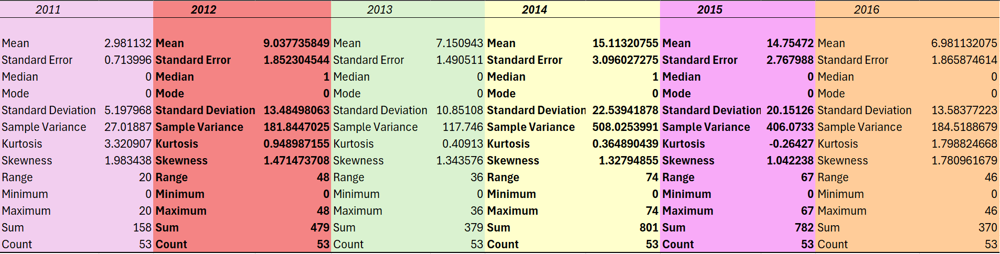 2011 2012 2013 2014 2015 2016
Mean 2.981132 Mean 9.037735849 Mean 7.150943 Mean 15.11320755 Mean 14.75472 Mean 6.981132075
Standard Error 0.713996 Standard Error 1.852304544 Standard Error 1.490511 Standard Error 3.096027275 Standard Error 2.767988 Standard Error 1.865874614
Median 0 Median 1 Median 0 Median 1 Median 0 Median 0
Mode 0 Mode 0 Mode 0 Mode 0 Mode 0 Mode 0
Standard Deviation 5.197968 Standard Deviation 13.48498063 Standard Deviation 10.85108 Standard Deviation 22.53941878 Standard Deviation 20.15126 Standard Deviation 13.58377223
Sample Variance 27.01887 Sample Variance 181.8447025 Sample Variance 117.746 Sample Variance 508.0253991 Sample Variance 406.0733 Sample Variance 184.5188679
Kurtosis 3.320907 Kurtosis 0.948987155 Kurtosis 0.40913 Kurtosis 0.364890439 Kurtosis -0.26427 Kurtosis 1.798824668
Skewness 1.983438 Skewness 1.471473708 Skewness 1.343576 Skewness 1.32794855 Skewness 1.042238 Skewness 1.780961679
Range 20 Range 48 Range 36 Range 74 Range 67 Range 46
Minimum 0 Minimum 0 Minimum 0 Minimum 0 Minimum 0 Minimum 0
Maximum 20 Maximum 48 Maximum 36 Maximum 74 Maximum 67 Maximum 46
Sum 158 Sum 479 Sum 379 Sum 801 Sum 782 Sum 370
Count 53 Count 53 Count 53 Count 53 Count 53 Count 53